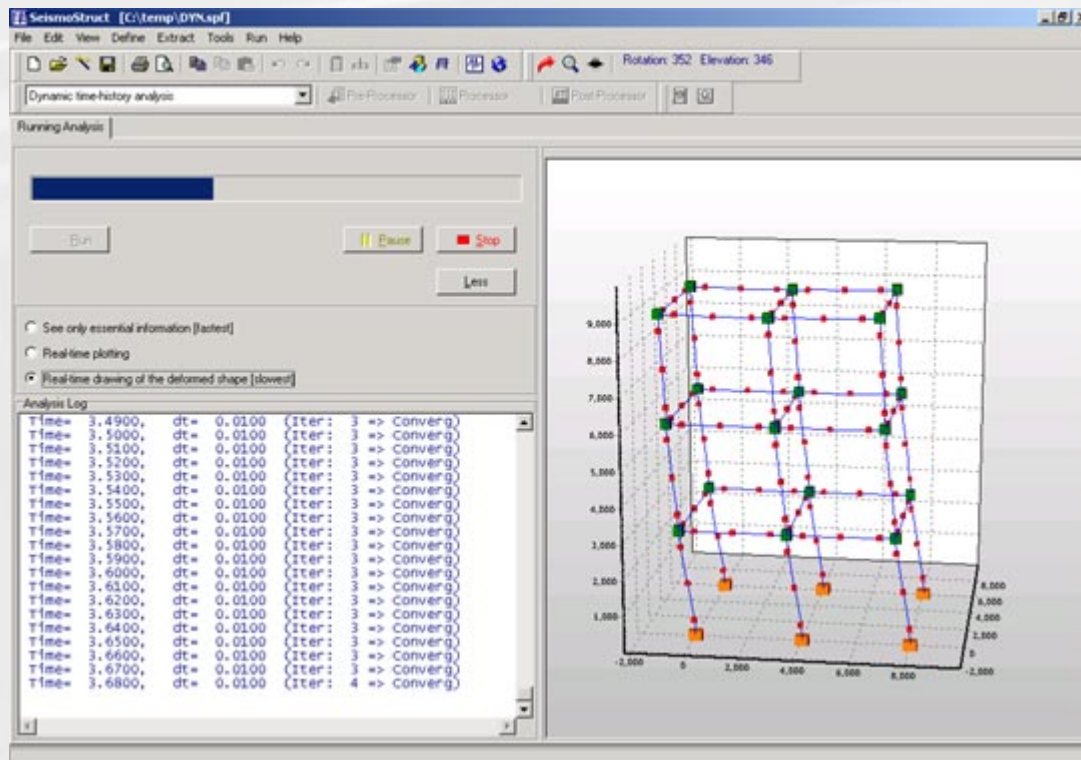 SeismoStruct [C:\temp\DYN.spf]
File Edit View Define Extract Tools Run Help
Rotation: 352 Elevation: 346
Dynamic time-history analysis
Pre-Processor Processor Post-Processor
Running Analysis
Run Pause Stop
Less
See only essential information [fastest]
Real-time plotting
Real-time drawing of the deformed shape [slowest]
Analysis Log
Time= 3.4900, dt= 0.0100 (Iter: 3 => Converg)
Time= 3.5000, dt= 0.0100 (Iter: 3 => Converg)
Time= 3.5100, dt= 0.0100 (Iter: 3 => Converg)
Time= 3.5200, dt= 0.0100 (Iter: 3 => Converg)
Time= 3.5300, dt= 0.0100 (Iter: 3 => Converg)
Time= 3.5400, dt= 0.0100 (Iter: 3 => Converg)
Time= 3.5500, dt= 0.0100 (Iter: 3 => Converg)
Time= 3.5600, dt= 0.0100 (Iter: 3 => Converg)
Time= 3.5700, dt= 0.0100 (Iter: 3 => Converg)
Time= 3.5800, dt= 0.0100 (Iter: 3 => Converg)
Time= 3.5900, dt= 0.0100 (Iter: 3 => Converg)
Time= 3.6000, dt= 0.0100 (Iter: 3 => Converg)
Time= 3.6100, dt= 0.0100 (Iter: 3 => Converg)
Time= 3.6200, dt= 0.0100 (Iter: 3 => Converg)
Time= 3.6300, dt= 0.0100 (Iter: 3 => Converg)
Time= 3.6400, dt= 0.0100 (Iter: 3 => Converg)
Time= 3.6500, dt= 0.0100 (Iter: 3 => Converg)
Time= 3.6600, dt= 0.0100 (Iter: 3 => Converg)
Time= 3.6700, dt= 0.0100 (Iter: 3 => Converg)
Time= 3.6800, dt= 0.0100 (Iter: 4 => Converg)
9,000
8,000
7,000
6,000
5,000
4,000
3,000
2,000
1,000
-2,000 0 2,000 4,000 6,000 8,000
8,000
6,000
4,000
2,000
0
-2,000